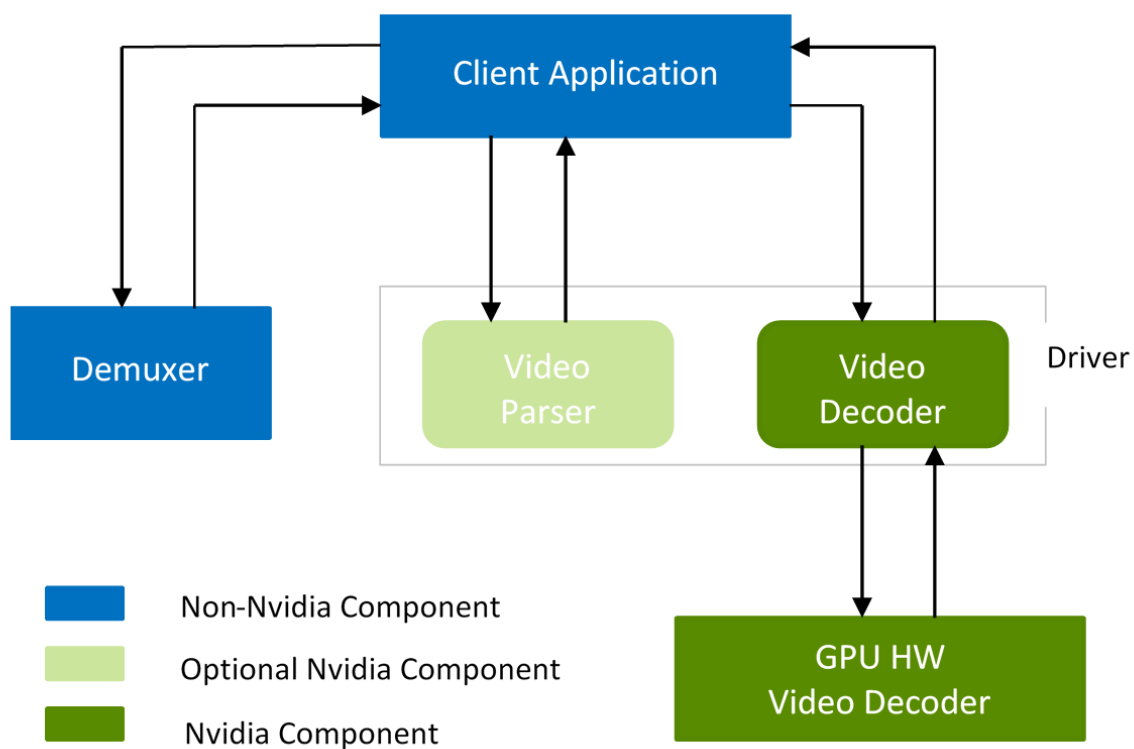 Client Application
Demuxer
Video
Parser
Video
Decoder
Driver
GPU HW
Video Decoder
Non-Nvidia Component
Optional Nvidia Component
Nvidia Component